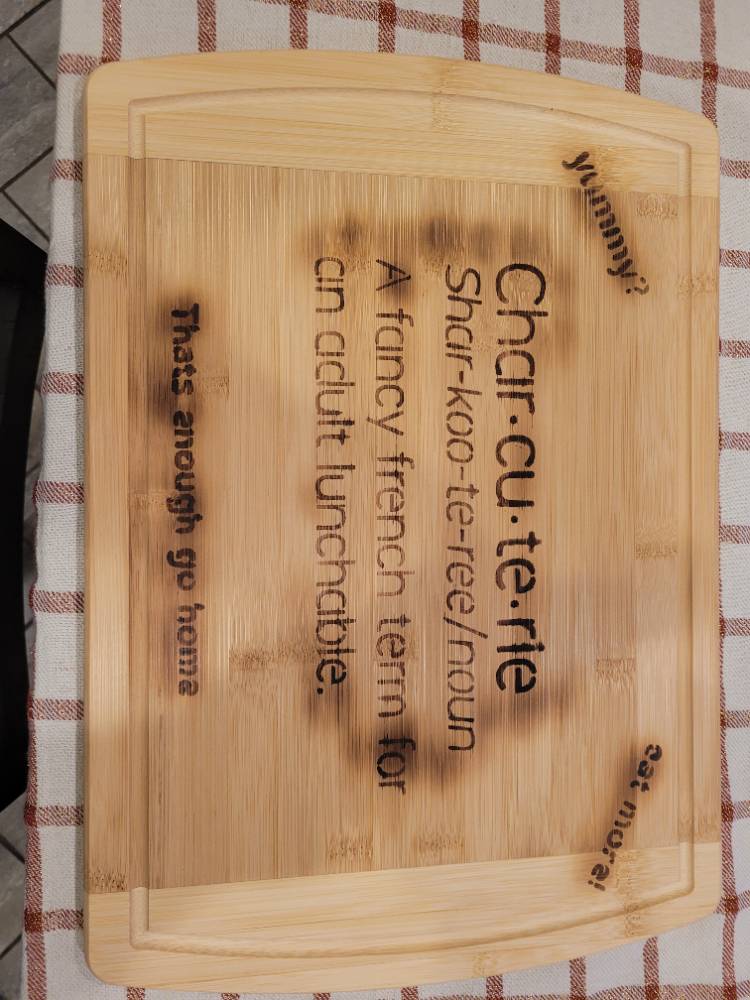 yummy?
eat more!
Char·cu·te·rie
Shar-koo-te-ree/noun
A fancy french term for
an adult lunchable.
Thats enough go home